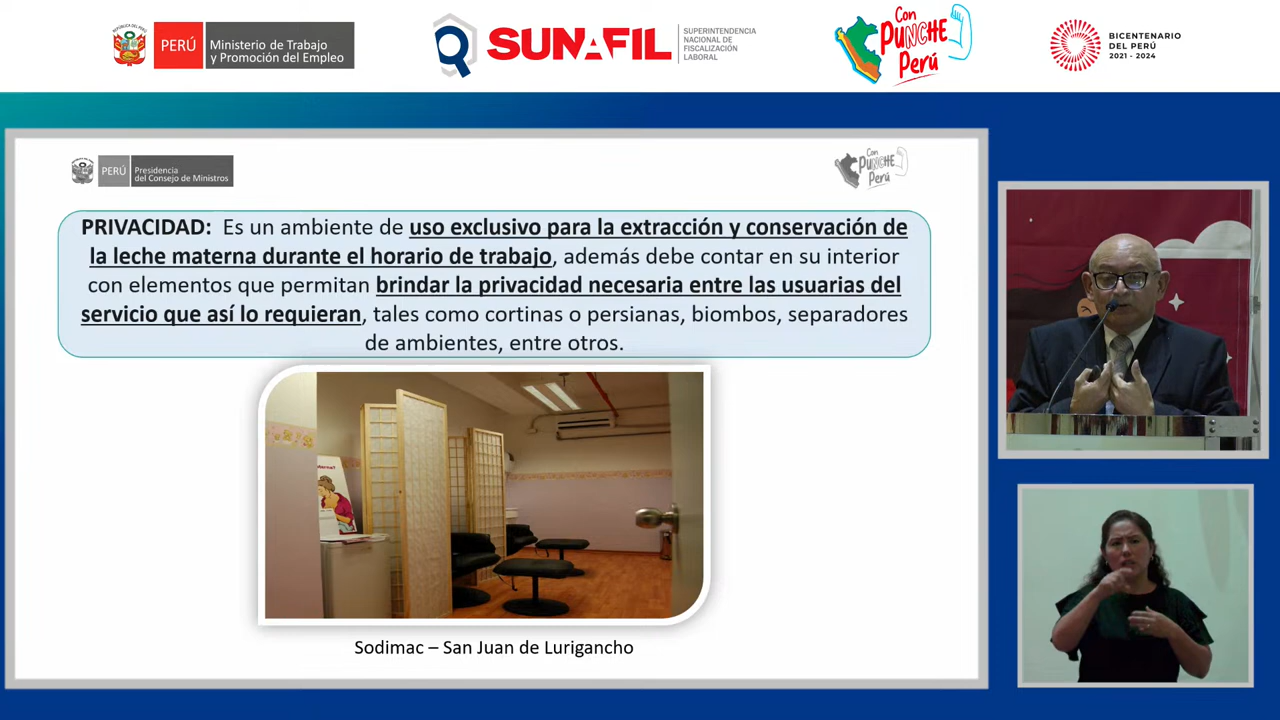 PERÚ
Ministerio de Trabajo
y Promoción del Empleo
SUNAFIL
SUPERINTENDENCIA
NACIONAL DE
FISCALIZACIÓN
LABORAL
Con
PUNCHE
Perú
BICENTENARIO
DEL PERÚ
2021 - 2024
PERÚ
Presidencia
del Consejo de Ministros
Con
PUNCHE
Perú
PRIVACIDAD: Es un ambiente de uso exclusivo para la extracción y conservación de
la leche materna durante el horario de trabajo, además debe contar en su interior
con elementos que permitan brindar la privacidad necesaria entre las usuarias del
servicio que así lo requieran, tales como cortinas o persianas, biombos, separadores
de ambientes, entre otros.
Sodimac – San Juan de Lurigancho